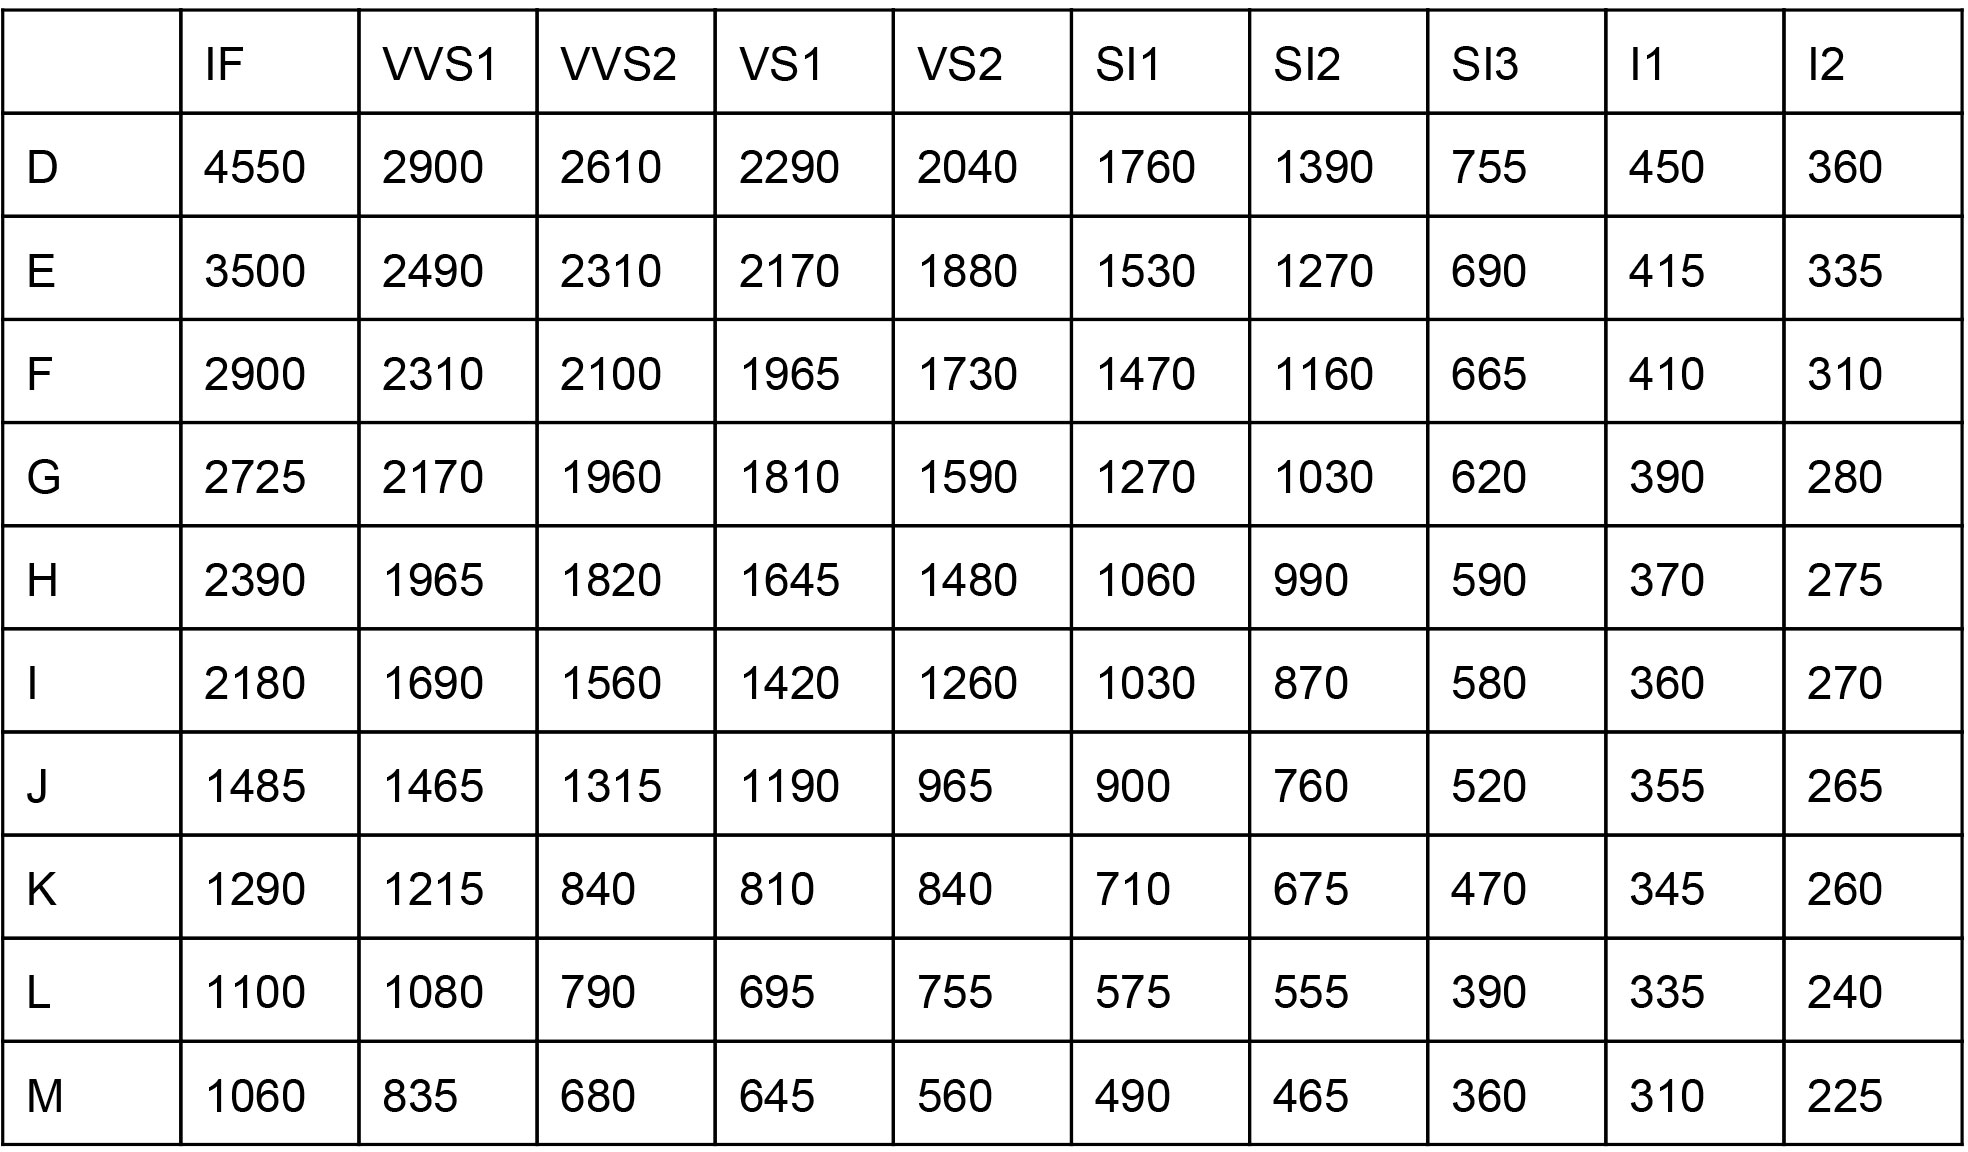 IF VVS1 VVS2 VS1 VS2 SI1 SI2 SI3 I1 I2
D 4550 2900 2610 2290 2040 1760 1390 755 450 360
E 3500 2490 2310 2170 1880 1530 1270 690 415 335
F 2900 2310 2100 1965 1730 1470 1160 665 410 310
G 2725 2170 1960 1810 1590 1270 1030 620 390 280
H 2390 1965 1820 1645 1480 1060 990 590 370 275
I 2180 1690 1560 1420 1260 1030 870 580 360 270
J 1485 1465 1315 1190 965 900 760 520 355 265
K 1290 1215 840 810 840 710 675 470 345 260
L 1100 1080 790 695 755 575 555 390 335 240
M 1060 835 680 645 560 490 465 360 310 225